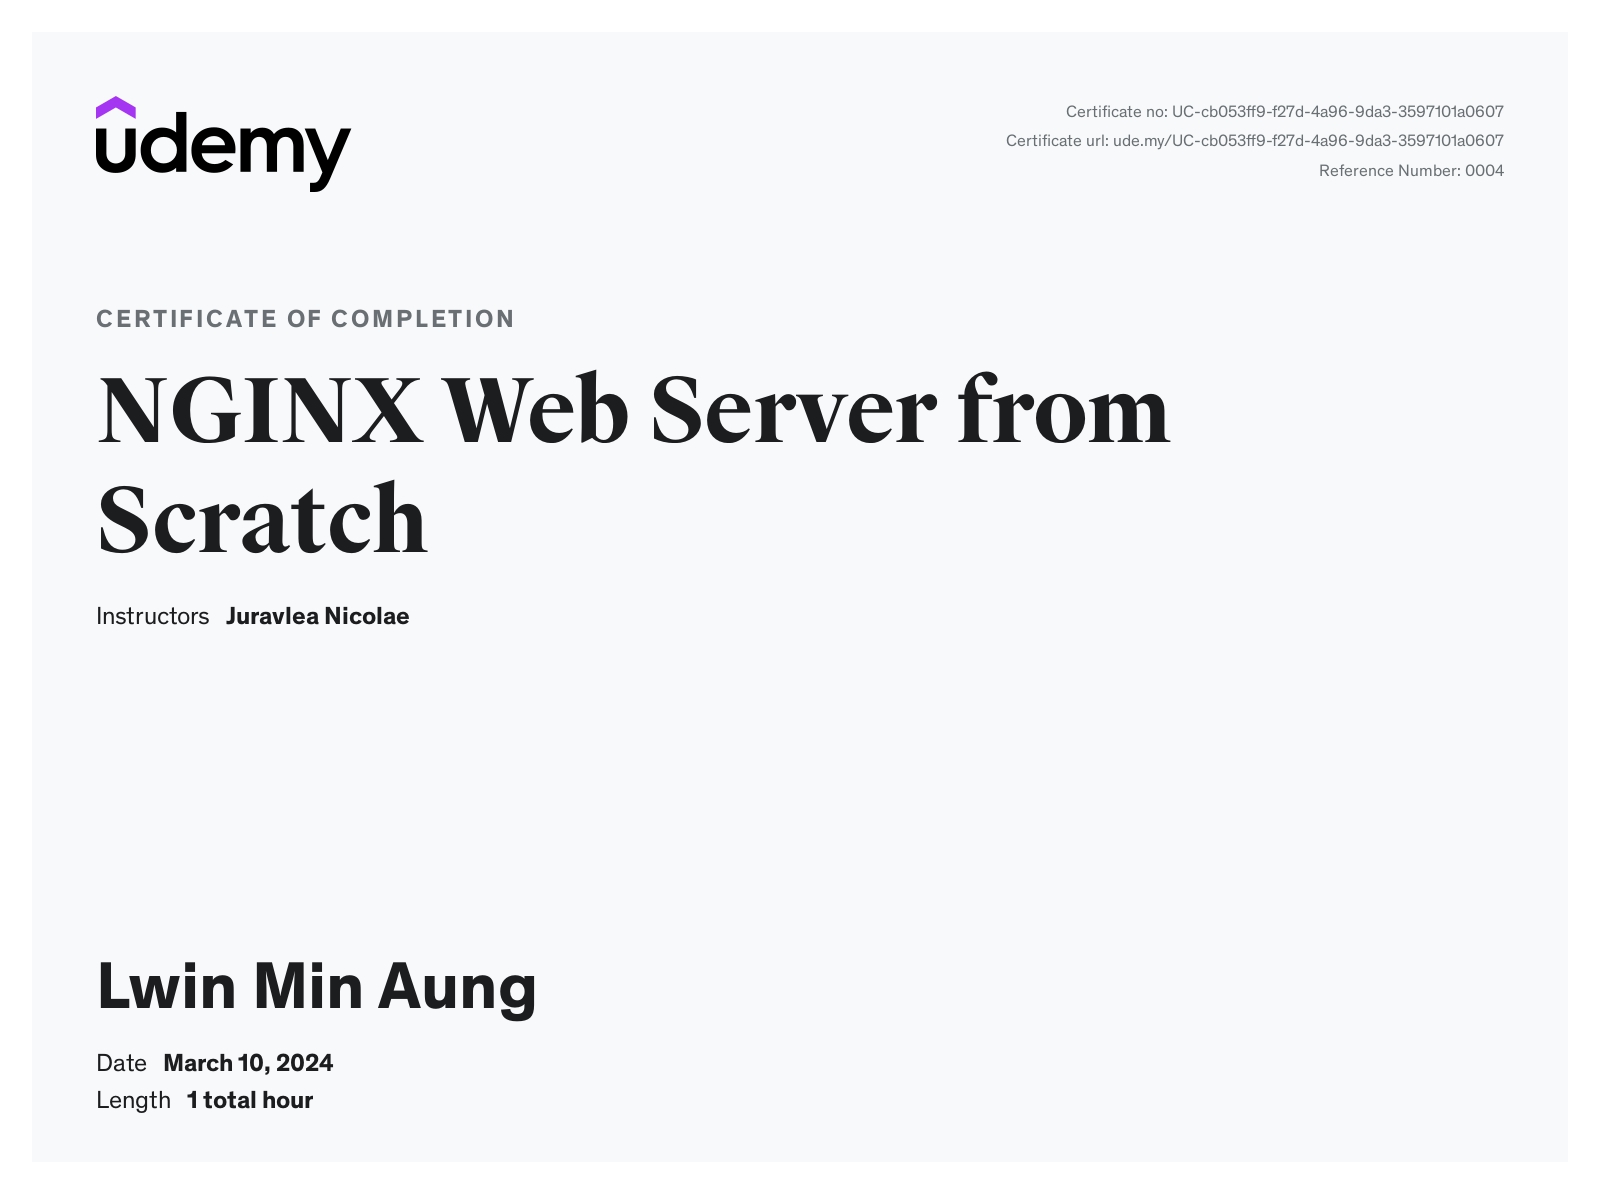 udemy
Certificate no: UC-cb053ff9-f27d-4a96-9da3-3597101a0607
Certificate url: ude.my/UC-cb053ff9-f27d-4a96-9da3-3597101a0607
Reference Number: 0004
CERTIFICATE OF COMPLETION
NGINX Web Server from
Scratch
Instructors Juravlea Nicolae
Lwin Min Aung
Date March 10, 2024
Length 1 total hour